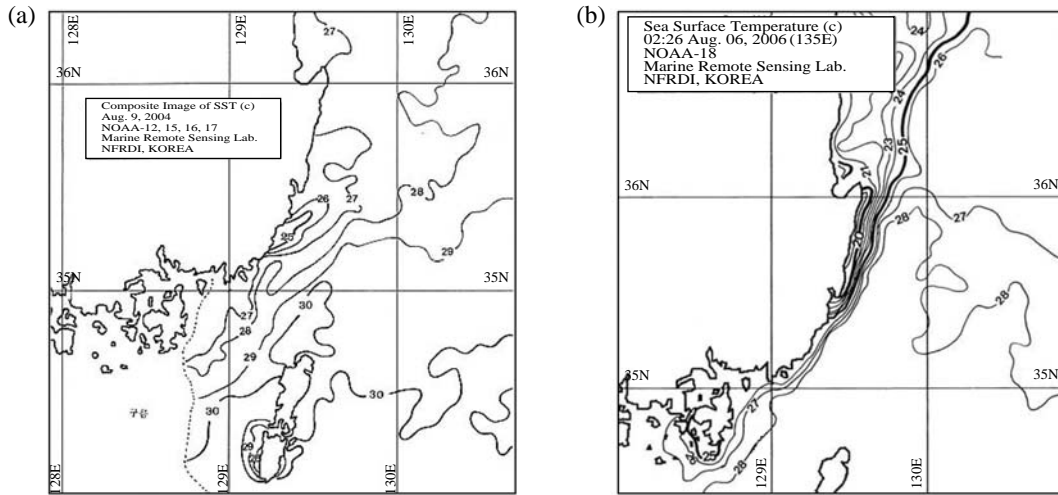 (a)
128E
129E
130E
27
36N
36N
Composite Image of SST (c)
Aug. 9, 2004
NOAA-12, 15, 16, 17
Marine Remote Sensing Lab.
NFRDI, KOREA
26
28
27
25
29
35N
35N
30
27
28
29
30
구름
30
29
28
128E
129E
130E
(b)
Sea Surface Temperature (c)
02:26 Aug. 06, 2006 (135E)
NOAA-18
Marine Remote Sensing Lab.
NFRDI, KOREA
24
26
24
23
25
21
36N
36N
28
27
28
35N
35N
27
25
28
129E
130E